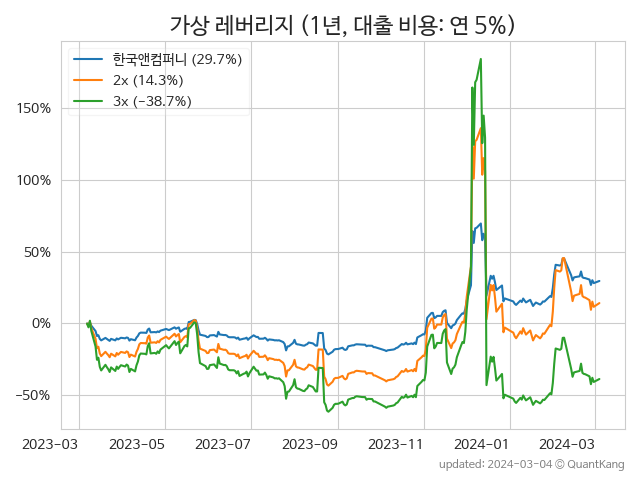 가상 레버리지 (1년, 대출 비용: 연 5%)
한국앤컴퍼니 (29.7%)
2x (14.3%)
3x (−38.7%)
150%
100%
50%
0%
−50%
2023−03 2023−05 2023−07 2023−09 2023−11 2024−01 2024−03
updated: 2024−03−04 © QuantKang